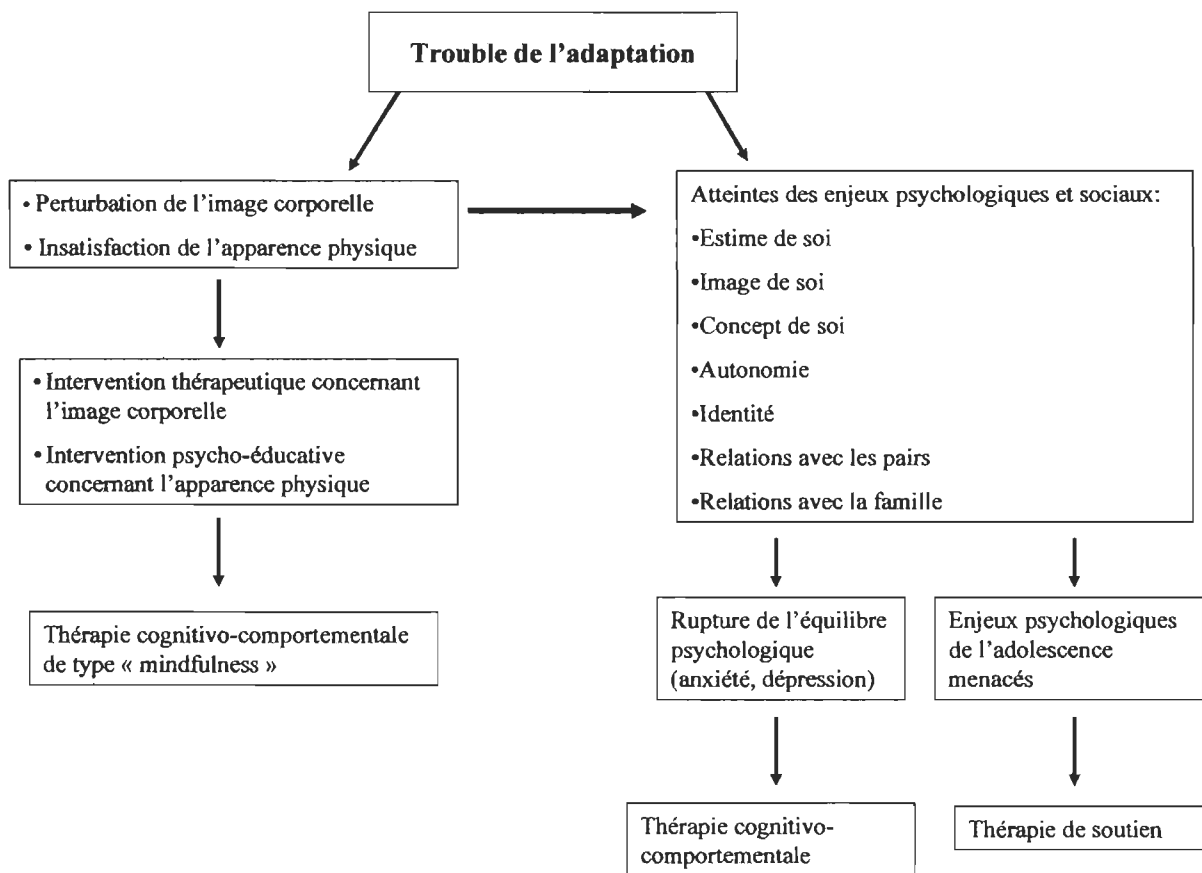 Trouble de l'adaptation
• Perturbation de l'image corporelle
• Insatisfaction de l'apparence physique
Atteintes des enjeux psychologiques et sociaux:
•Estime de soi
•Image de soi
•Concept de soi
•Autonomie
•Identité
•Relations avec les pairs
•Relations avec la famille
• Intervention thérapeutique concernant
l'image corporelle
• Intervention psycho-éducative
concernant l'apparence physique
Thérapie cognitivo-comportementale
de type « mindfulness »
Rupture de l'équilibre
psychologique
(anxiété, dépression)
Enjeux psychologiques
de l'adolescence
menacés
Thérapie cognitivo-
comportementale
Thérapie de soutien